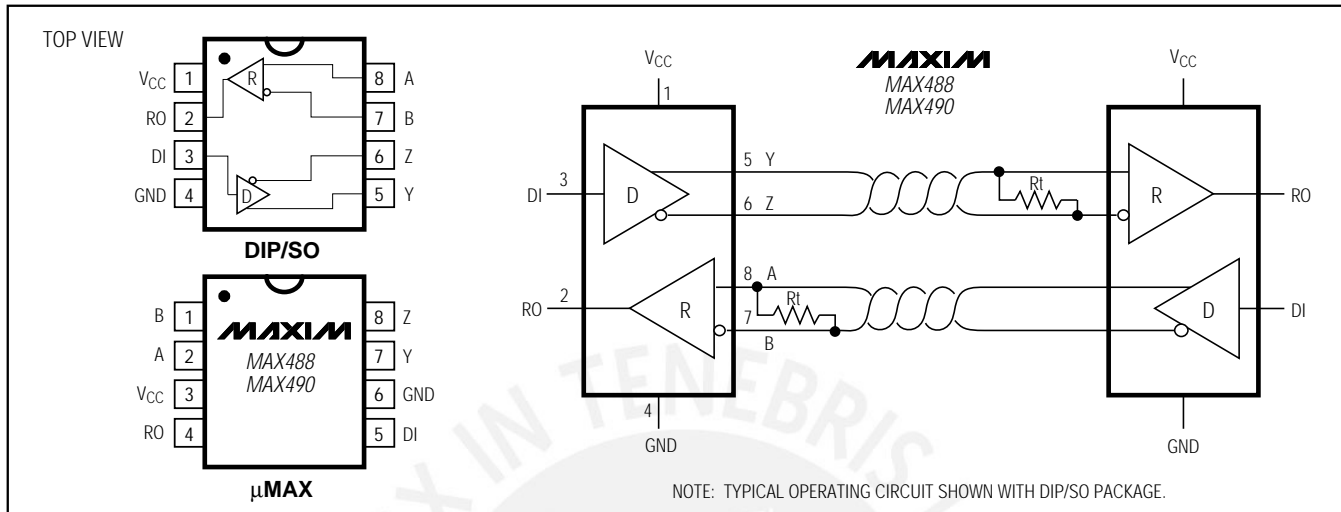 TOP VIEW
VCC 1
RO 2
DI 3
GND 4
8 A
7 B
6 Z
5 Y
R
D
DIP/SO
B 1
A 2
VCC 3
RO 4
8 Z
7 Y
6 GND
5 DI
MAXIM
MAX488
MAX490
µMAX
MAXIM
MAX488
MAX490
VCC
1
VCC
DI 3
D
5 Y
6 Z
Rt
R
RO
RO 2
R
8 A
7
B
Rt
D
DI
4
GND
GND
NOTE: TYPICAL OPERATING CIRCUIT SHOWN WITH DIP/SO PACKAGE.
X IN TENEBRIS